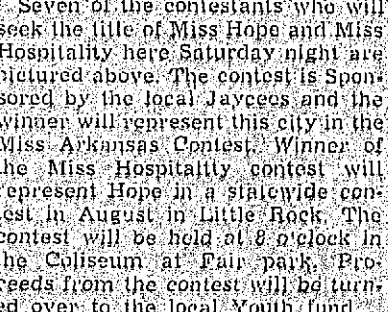 Seven of the contestants who will
seek the title of Miss Hope and Miss
Hospitality here Saturday night are
pictured above. The contest is Spon-
sored by the local Jaycees and the
winner will represent this city in the
Miss Arkansas Contest. Winner of
the Miss Hospitality contest will
represent Hope in a statewide con-
test in August in Little Rock. The
contest will be held at 8 o'clock in
the Coliseum at Fair park. Pro-
ceeds from the contest will be turn-
ed over to the local Youth fund.